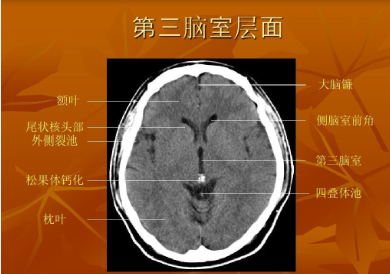 第三脑室层面
额叶
尾状核头部
外侧裂池
松果体钙化
枕叶
大脑镰
侧脑室前角
第三脑室
四叠体池